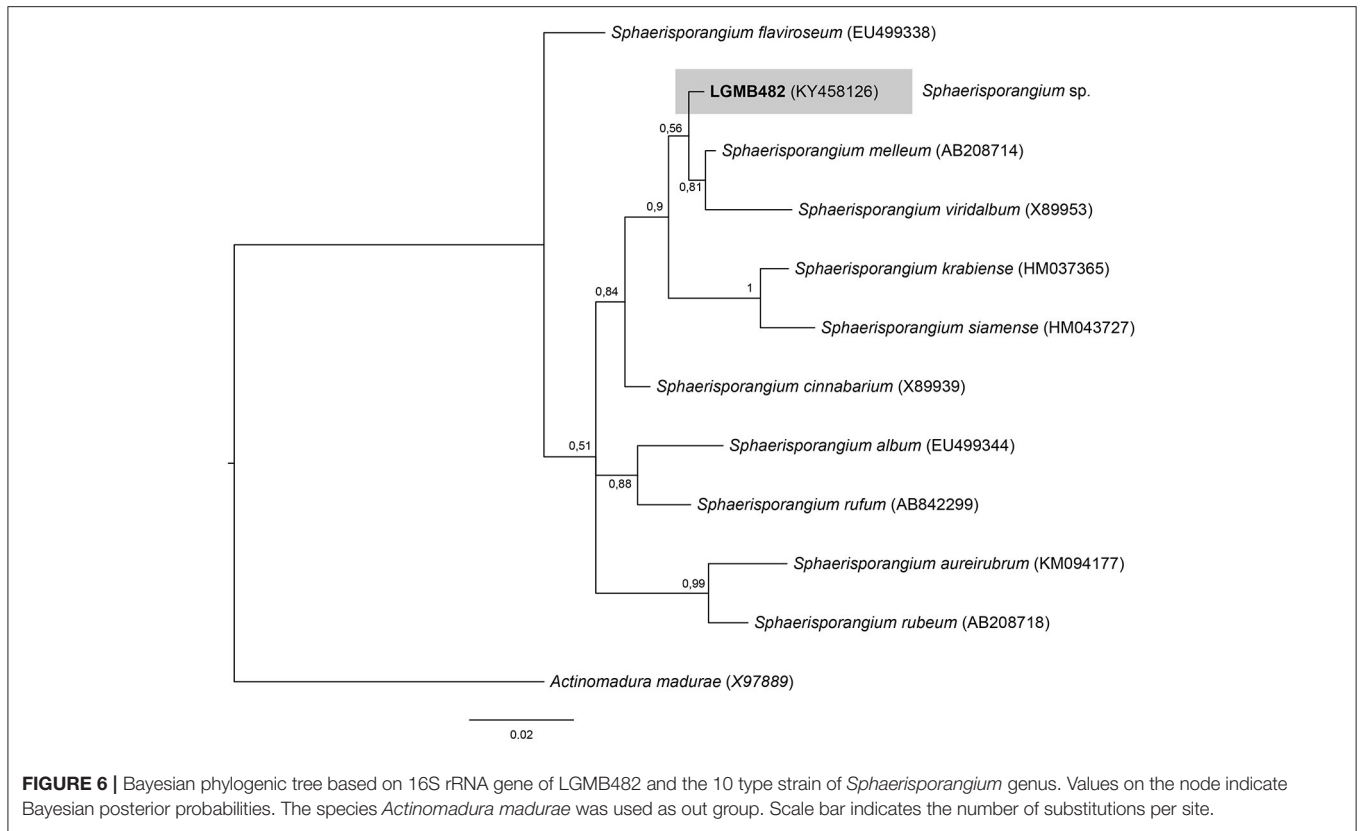 Sphaerisporangium flaviroseum (EU499338)
LGMB482 (KY458126) Sphaerisporangium sp.
0,56
Sphaerisporangium melleum (AB208714)
0,81
0,9
Sphaerisporangium viridalbum (X89953)
Sphaerisporangium krabiense (HM037365)
0,84
1
Sphaerisporangium siamense (HM043727)
Sphaerisporangium cinnabarium (X89939)
0,51
Sphaerisporangium album (EU499344)
0,88
Sphaerisporangium rufum (AB842299)
Sphaerisporangium aureirubrum (KM094177)
0,99
Sphaerisporangium rubeum (AB208718)
Actinomadura madurae (X97889)
0.02
FIGURE 6 | Bayesian phylogenic tree based on 16S rRNA gene of LGMB482 and the 10 type strain of Sphaerisporangium genus. Values on the node indicate
Bayesian posterior probabilities. The species Actinomadura madurae was used as out group. Scale bar indicates the number of substitutions per site.